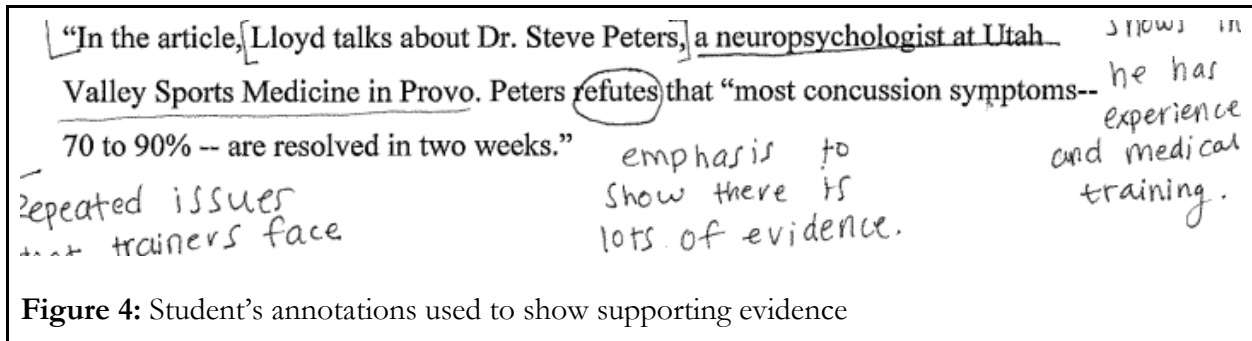 “In the article, Lloyd talks about Dr. Steve Peters, a neuropsychologist at Utah
Valley Sports Medicine in Provo. Peters refutes that “most concussion symptoms--
70 to 90% -- are resolved in two weeks.”
shows
he has
experience
and medical
training.
emphasis to
show there is
lots of evidence.
Repeated issues
that trainers face
Figure 4: Student’s annotations used to show supporting evidence